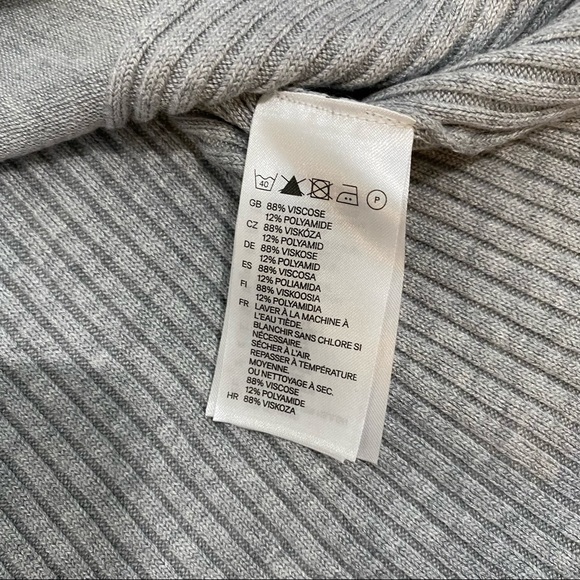 40
P
GB 88% VISCOSE
12% POLYAMIDE
CZ 88% VISKÓZA
12% POLYAMID
DE 88% VISKOSE
12% POLYAMID
ES 88% VISCOSA
12% POLIAMIDA
FI 88% VISKOOSIA
12% POLYAMIDIA
FR LAVER À LA MACHINE À
L'EAU TIÈDE.
BLANCHIR SANS CHLORE SI
NÉCESSAIRE.
SÉCHER À L'AIR.
REPASSER À TEMPÉRATURE
MOYENNE.
OU NETTOYAGE À SEC.
88% VISCOSE
12% POLYAMIDE
HR 88% VISKOZA